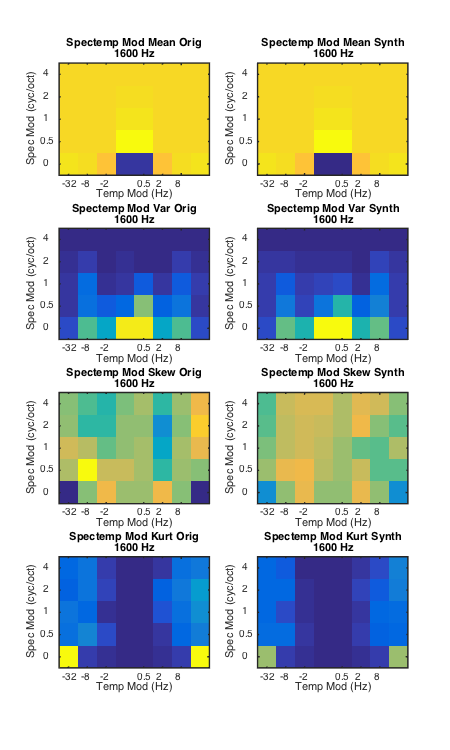 Spectemp Mod Mean Orig
1600 Hz
Spec Mod (cyc/oct)
4
2
1
0.5
0
-32 -8 -2 0.5 2 8
Temp Mod (Hz)
Spectemp Mod Mean Synth
1600 Hz
Spec Mod (cyc/oct)
4
2
1
0.5
0
-32 -8 -2 0.5 2 8
Temp Mod (Hz)
Spectemp Mod Var Orig
1600 Hz
Spec Mod (cyc/oct)
4
2
1
0.5
0
-32 -8 -2 0.5 2 8
Temp Mod (Hz)
Spectemp Mod Var Synth
1600 Hz
Spec Mod (cyc/oct)
4
2
1
0.5
0
-32 -8 -2 0.5 2 8
Temp Mod (Hz)
Spectemp Mod Skew Orig
1600 Hz
Spec Mod (cyc/oct)
4
2
1
0.5
0
-32 -8 -2 0.5 2 8
Temp Mod (Hz)
Spectemp Mod Skew Synth
1600 Hz
Spec Mod (cyc/oct)
4
2
1
0.5
0
-32 -8 -2 0.5 2 8
Temp Mod (Hz)
Spectemp Mod Kurt Orig
1600 Hz
Spec Mod (cyc/oct)
4
2
1
0.5
0
-32 -8 -2 0.5 2 8
Temp Mod (Hz)
Spectemp Mod Kurt Synth
1600 Hz
Spec Mod (cyc/oct)
4
2
1
0.5
0
-32 -8 -2 0.5 2 8
Temp Mod (Hz)